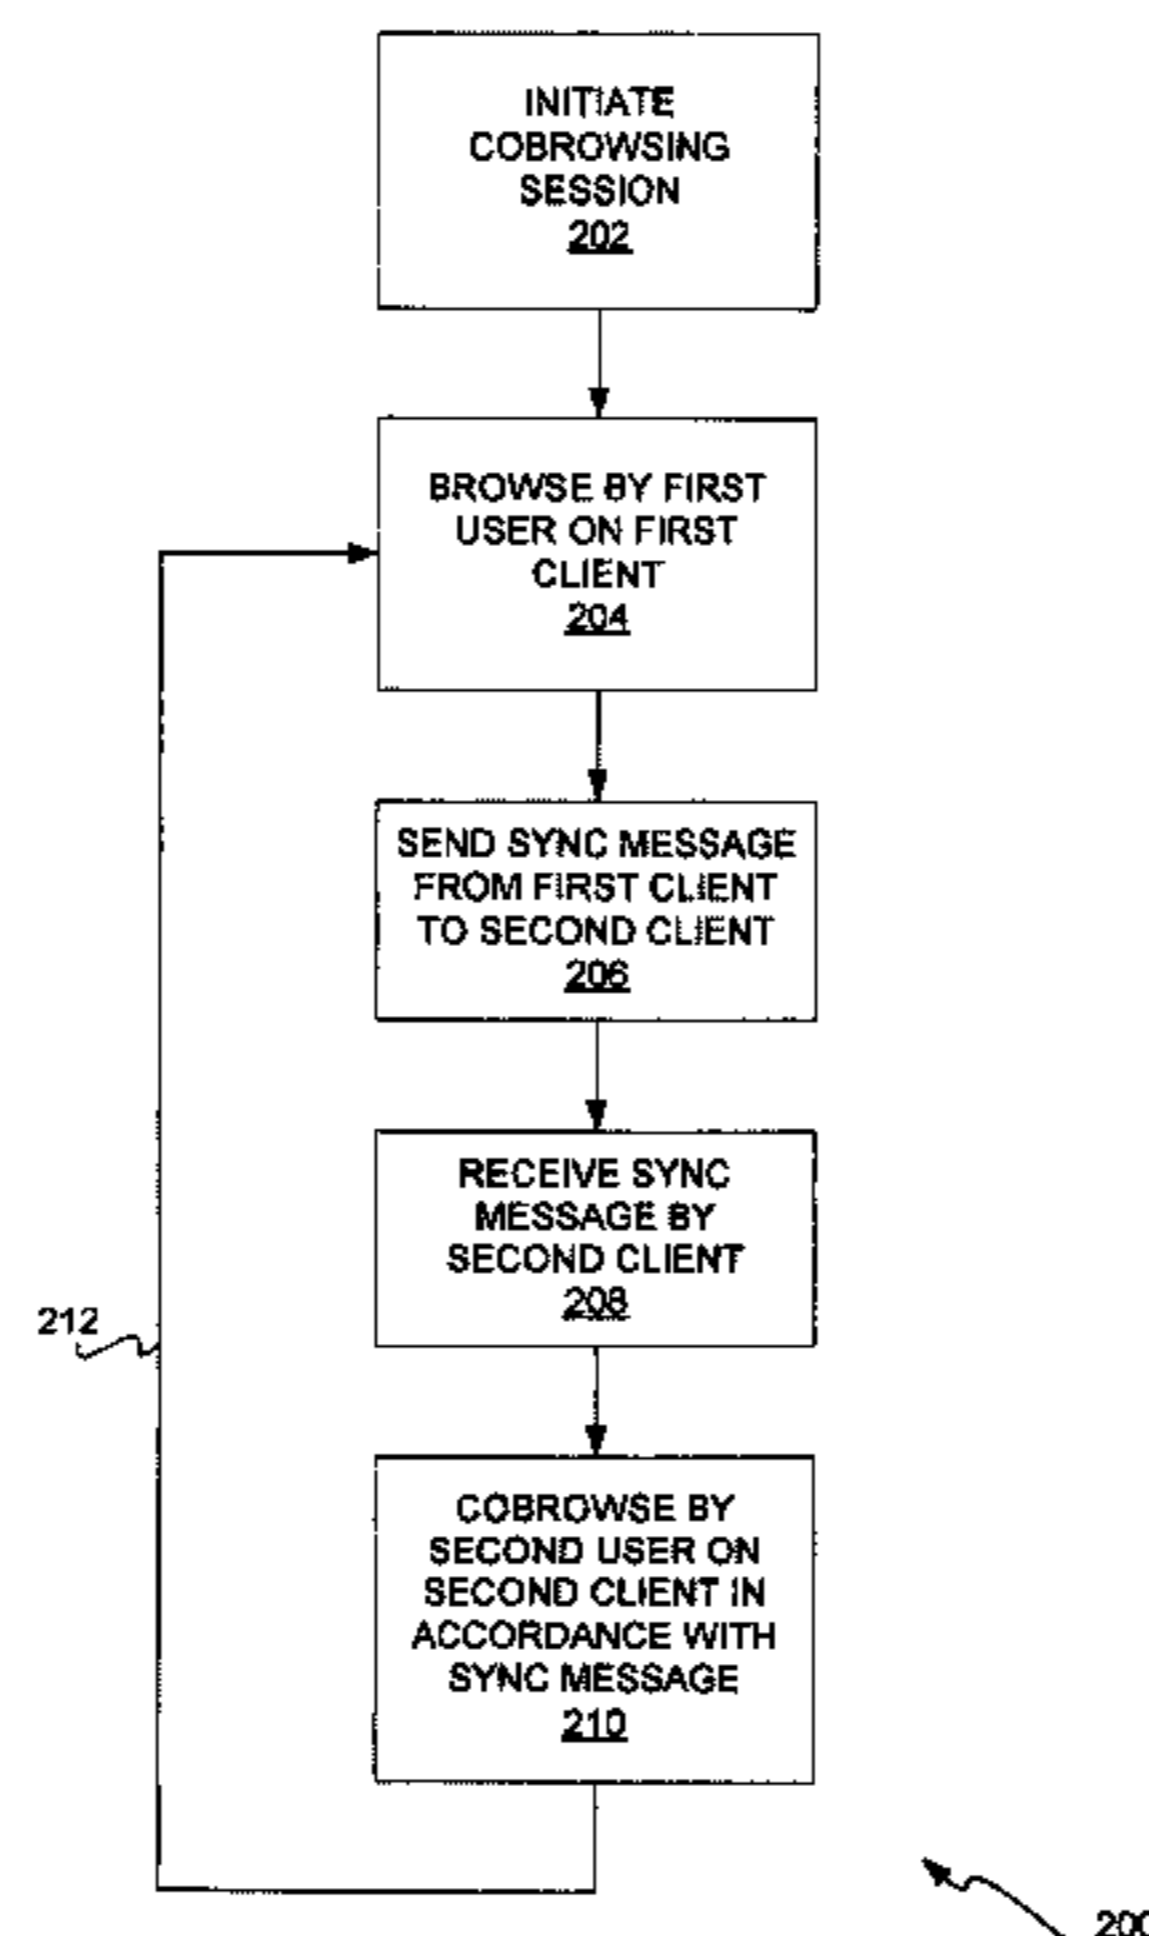 INITIATE
COBROWSING
SESSION
202
BROWSE BY FIRST
USER ON FIRST
CLIENT
204
SEND SYNC MESSAGE
FROM FIRST CLIENT
TO SECOND CLIENT
206
RECEIVE SYNC
MESSAGE BY
SECOND CLIENT
208
212
COBROWSE BY
SECOND USER ON
SECOND CLIENT IN
ACCORDANCE WITH
SYNC MESSAGE
210
200